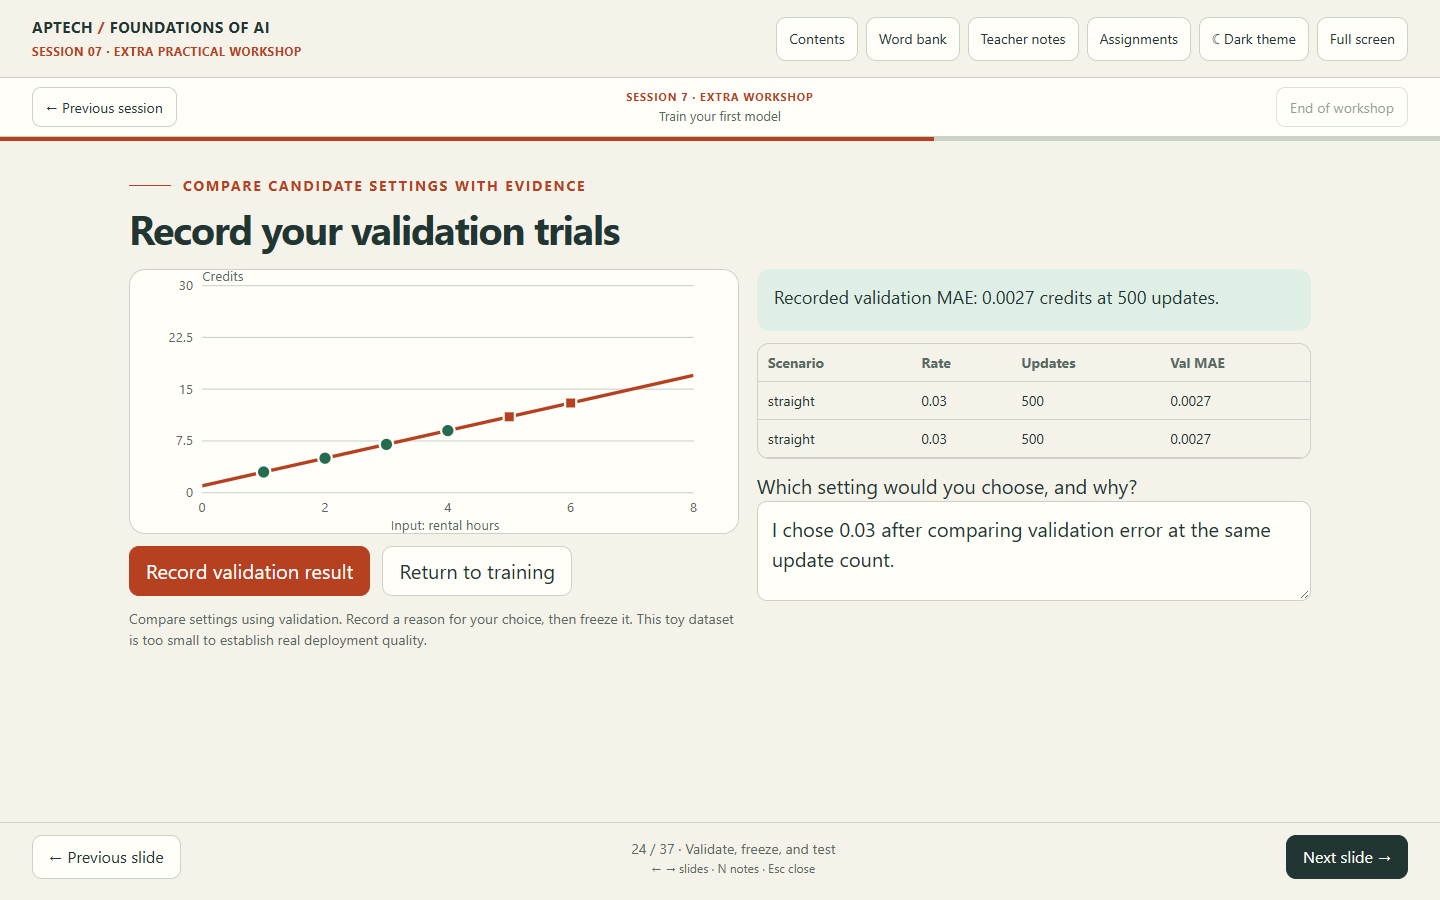 APTECH / FOUNDATIONS OF AI
SESSION 07 · EXTRA PRACTICAL WORKSHOP
Contents
Word bank
Teacher notes
Assignments
☾ Dark theme
Full screen
← Previous session
SESSION 7 · EXTRA WORKSHOP
Train your first model
End of workshop
COMPARE CANDIDATE SETTINGS WITH EVIDENCE
Record your validation trials
Credits
30
22.5
15
7.5
0
0 2 4 6 8
Input: rental hours
Record validation result
Return to training
Compare settings using validation. Record a reason for your choice, then freeze it. This toy dataset
is too small to establish real deployment quality.
Recorded validation MAE: 0.0027 credits at 500 updates.
Scenario Rate Updates Val MAE
straight 0.03 500 0.0027
straight 0.03 500 0.0027
Which setting would you choose, and why?
I chose 0.03 after comparing validation error at the same
update count.
← Previous slide
24 / 37 · Validate, freeze, and test
← → slides · N notes · Esc close
Next slide →